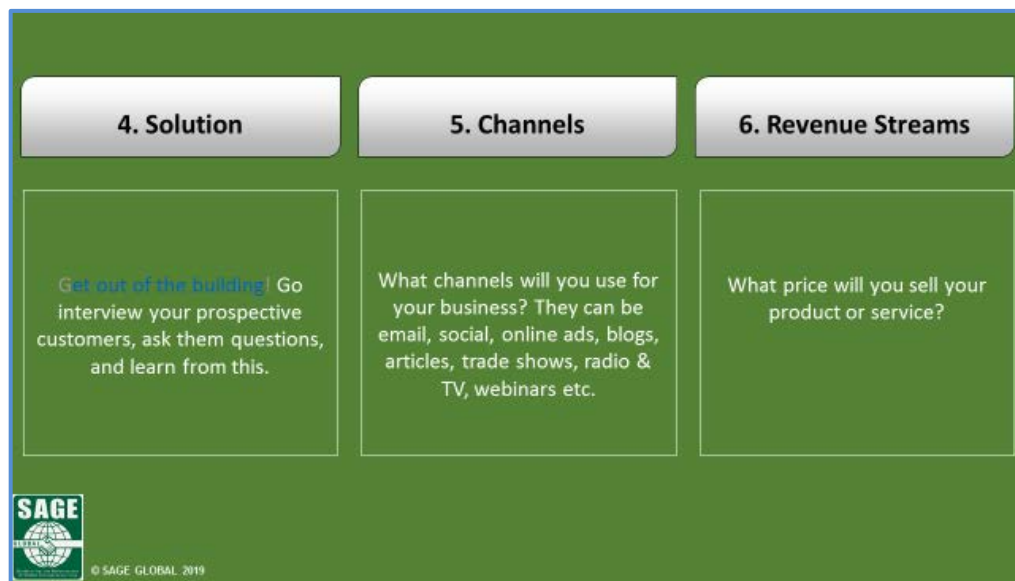 4. Solution
5. Channels
6. Revenue Streams
Get out of the building! Go
interview your prospective
customers, ask them questions,
and learn from this.
What channels will you use for
your business? They can be
email, social, online ads, blogs,
articles, trade shows, radio &
TV, webinars etc.
What price will you sell your
product or service?
SAGE
GLOBAL
© SAGE GLOBAL 2019